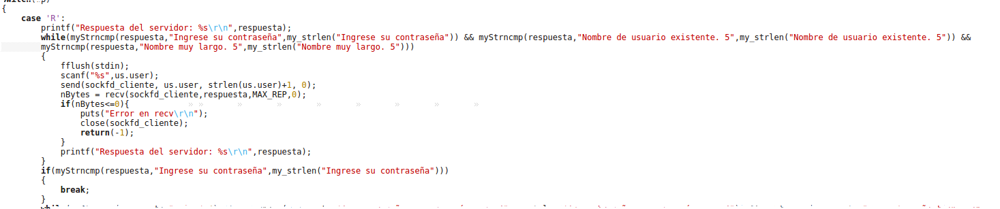 {
case 'R':
printf("Respuesta del servidor: %s\r\n",respuesta);
while(myStrncmp(respuesta,"Ingrese su contraseña",my_strlen("Ingrese su contraseña")) && myStrncmp(respuesta,"Nombre de usuario existente. 5",my_strlen("Nombre de usuario existente. 5")) &&
myStrncmp(respuesta,"Nombre muy largo. 5",my_strlen("Nombre muy largo. 5")))
{
fflush(stdin);
scanf("%s",us.user);
send(sockfd_cliente, us.user, strlen(us.user)+1, 0);
nBytes = recv(sockfd_cliente,respuesta,MAX_REP,0);
if(nBytes<=0){
puts("Error en recv\r\n");
close(sockfd_cliente);
return(-1);
}
printf("Respuesta del servidor: %s\r\n",respuesta);
}
if(myStrncmp(respuesta,"Ingrese su contraseña",my_strlen("Ingrese su contraseña")))
{
break;
}